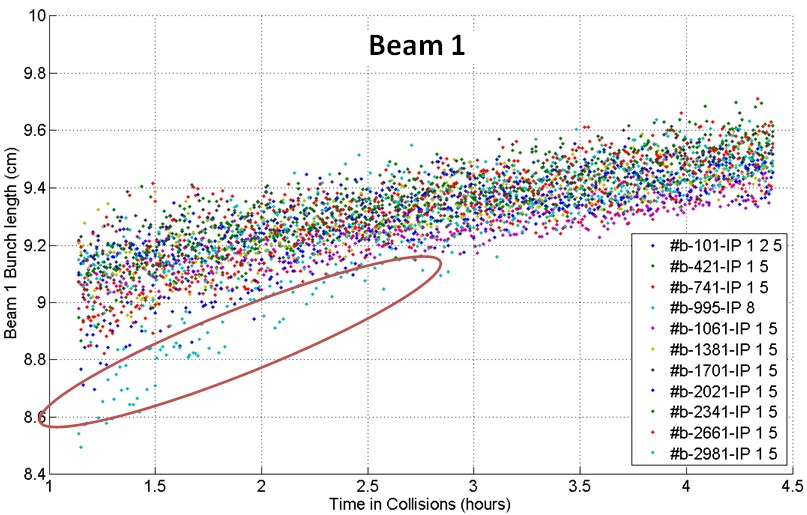 Beam 1
10
9.8
9.6
9.4
9.2
9
8.8
8.6
8.4
Beam 1 Bunch length (cm)
1
1.5
2
2.5
3
3.5
4
4.5
Time in Collisions (hours)
#b-101-IP 1 2 5
#b-421-IP 1 5
#b-741-IP 1 5
#b-995-IP 8
#b-1061-IP 1 5
#b-1381-IP 1 5
#b-1701-IP 1 5
#b-2021-IP 1 5
#b-2341-IP 1 5
#b-2661-IP 1 5
#b-2981-IP 1 5